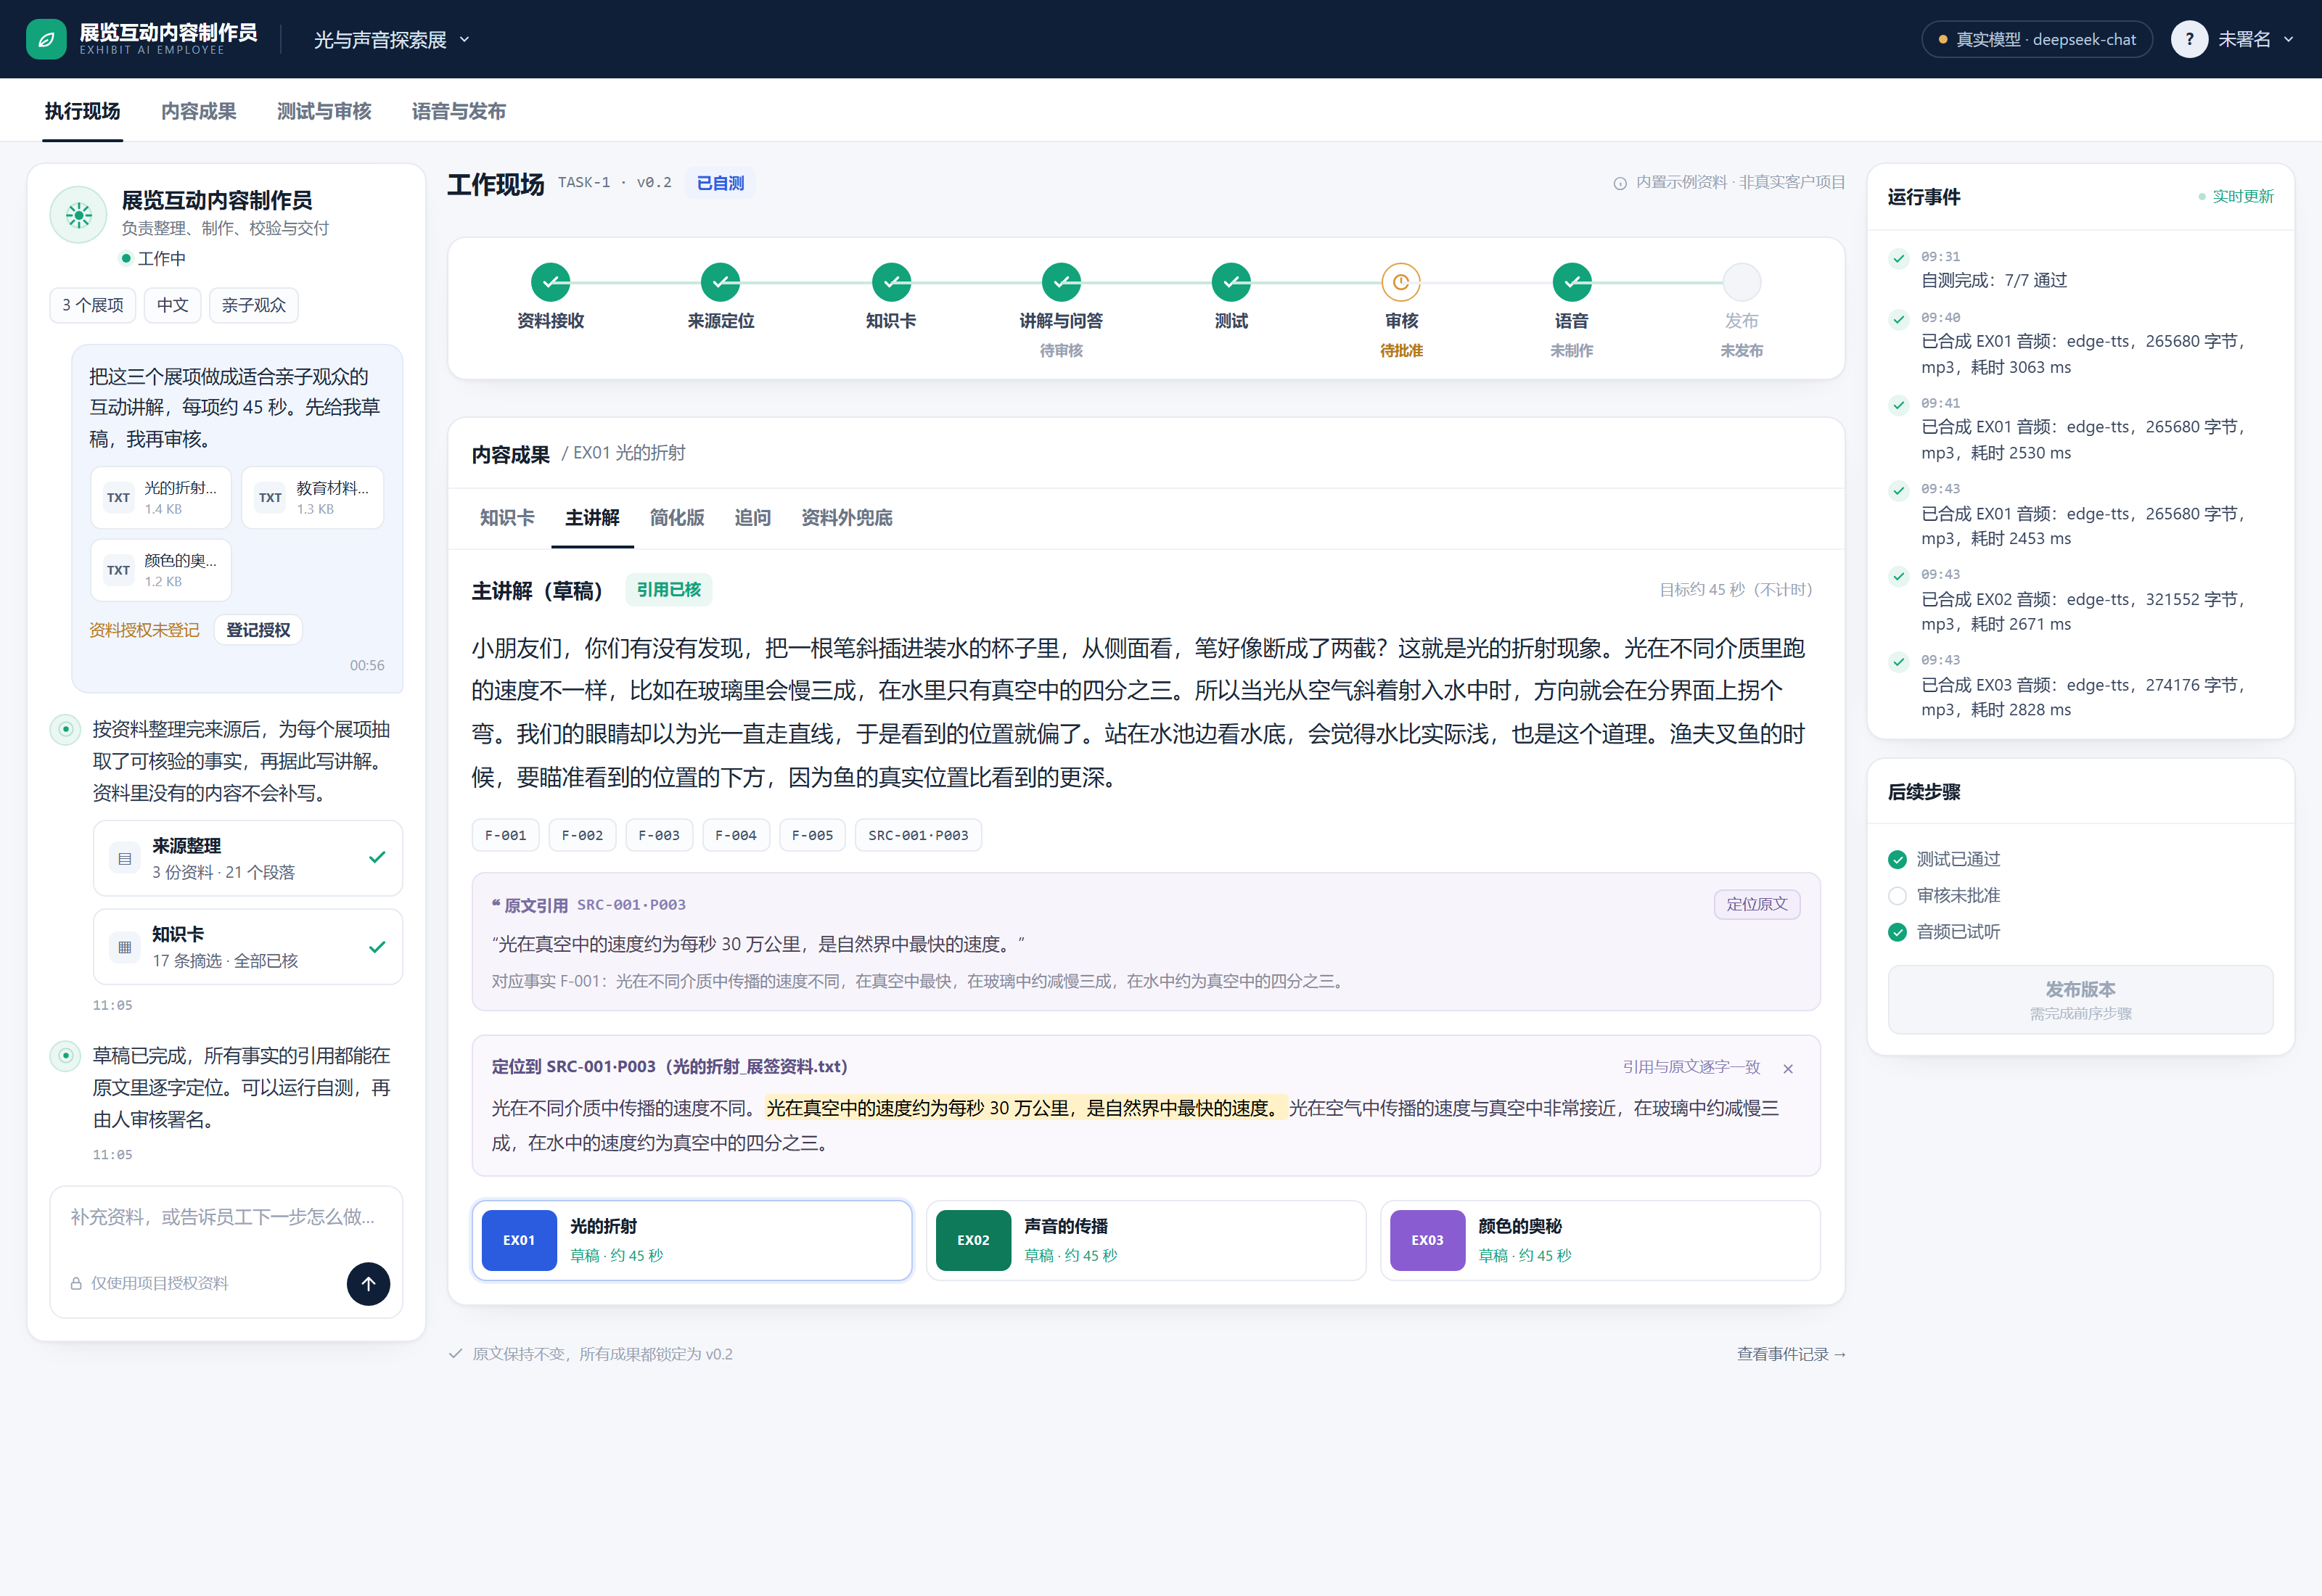 展览互动内容制作员
EXHIBIT AI EMPLOYEE
光与声音探索展
真实模型 · deepseek-chat
?
未署名
执行现场
内容成果
测试与审核
语音与发布
展览互动内容制作员
负责整理、制作、校验与交付
工作中
3 个展项
中文
亲子观众
把这三个展项做成适合亲子观众的
互动讲解，每项约 45 秒。先给我草
稿，我再审核。
TXT
光的折射...
1.4 KB
TXT
教育材料...
1.3 KB
TXT
颜色的奥...
1.2 KB
资料授权未登记
登记授权
00:56
按资料整理完来源后，为每个展项抽
取了可核验的事实，再据此写讲解。
资料里没有的内容不会补写。
来源整理
3 份资料 · 21 个段落
知识卡
17 条摘选 · 全部已核
11:05
草稿已完成，所有事实的引用都能在
原文里逐字定位。可以运行自测，再
由人审核署名。
11:05
补充资料，或告诉员工下一步怎么做...
仅使用项目授权资料
工作现场
TASK-1 · v0.2
已自测
内置示例资料 · 非真实客户项目
资料接收
来源定位
知识卡
讲解与问答
待审核
测试
审核
待批准
语音
未制作
发布
未发布
内容成果
/ EX01 光的折射
知识卡
主讲解
简化版
追问
资料外兜底
主讲解（草稿）
引用已核
目标约 45 秒（不计时）
小朋友们，你们有没有发现，把一根笔斜插进装水的杯子里，从侧面看，笔好像断成了两截？这就是光的折射现象。光在不同介质里跑
的速度不一样，比如在玻璃里会慢三成，在水里只有真空中的四分之三。所以当光从空气斜着射入水中时，方向就会在分界面上拐个
弯。我们的眼睛却以为光一直走直线，于是看到的位置就偏了。站在水池边看水底，会觉得水比实际浅，也是这个道理。渔夫叉鱼的时
候，要瞄准看到的位置的下方，因为鱼的真实位置比看到的更深。
F-001
F-002
F-003
F-004
F-005
SRC-001·P003
❝ 原文引用 SRC-001·P003
定位原文
“光在真空中的速度约为每秒 30 万公里，是自然界中最快的速度。”
对应事实 F-001：光在不同介质中传播的速度不同，在真空中最快，在玻璃中约减慢三成，在水中约为真空中的四分之三。
定位到 SRC-001·P003（光的折射_展签资料.txt）
引用与原文逐字一致
×
光在不同介质中传播的速度不同。光在真空中的速度约为每秒 30 万公里，是自然界中最快的速度。光在空气中传播的速度与真空中非常接近，在玻璃中约减慢三
成，在水中的速度约为真空中的四分之三。
EX01
光的折射
草稿 · 约 45 秒
EX02
声音的传播
草稿 · 约 45 秒
EX03
颜色的奥秘
草稿 · 约 45 秒
原文保持不变，所有成果都锁定为 v0.2
查看事件记录 →
运行事件
实时更新
09:31
自测完成：7/7 通过
09:40
已合成 EX01 音频：edge-tts，265680 字节，
mp3，耗时 3063 ms
09:41
已合成 EX01 音频：edge-tts，265680 字节，
mp3，耗时 2530 ms
09:43
已合成 EX01 音频：edge-tts，265680 字节，
mp3，耗时 2453 ms
09:43
已合成 EX02 音频：edge-tts，321552 字节，
mp3，耗时 2671 ms
09:43
已合成 EX03 音频：edge-tts，274176 字节，
mp3，耗时 2828 ms
后续步骤
测试已通过
审核未批准
音频已试听
发布版本
需完成前序步骤